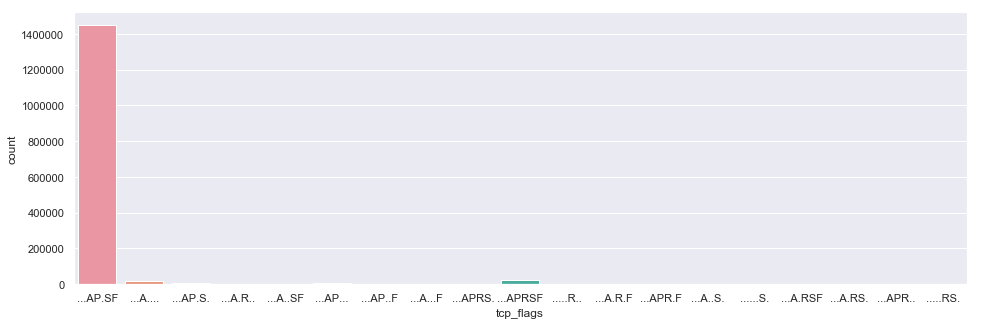 1400000
1200000
1000000
800000
600000
400000
200000
0
count
...AP.SF ...A.... ...AP.S. ...A.R.. ...A..SF ...AP... ...AP..F ...A...F ...APRS. ...APRSF .....R.. ...A.R.F ...APR.F ...A..S. ......S. ...A.RSF ...A.RS. ...APR.. .....RS.
tcp_flags